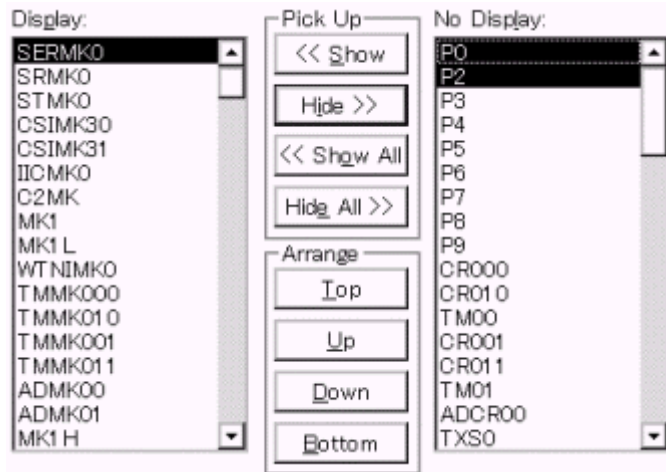 Display:
SERMK0
SRMK0
STMK0
CSIMK30
CSIMK31
IICMK0
C2MK
MK1
MK1L
WTNIMK0
TMMK000
TMMK010
TMMK001
TMMK011
ADMK00
ADMK01
MK1H
Pick Up
<< Show
Hide >>
<< Show All
Hide All >>
Arrange
Top
Up
Down
Bottom
No Display:
P0
P2
P3
P4
P5
P6
P7
P8
P9
CR000
CR010
TM00
CR001
CR011
TM01
ADCR00
TXS0